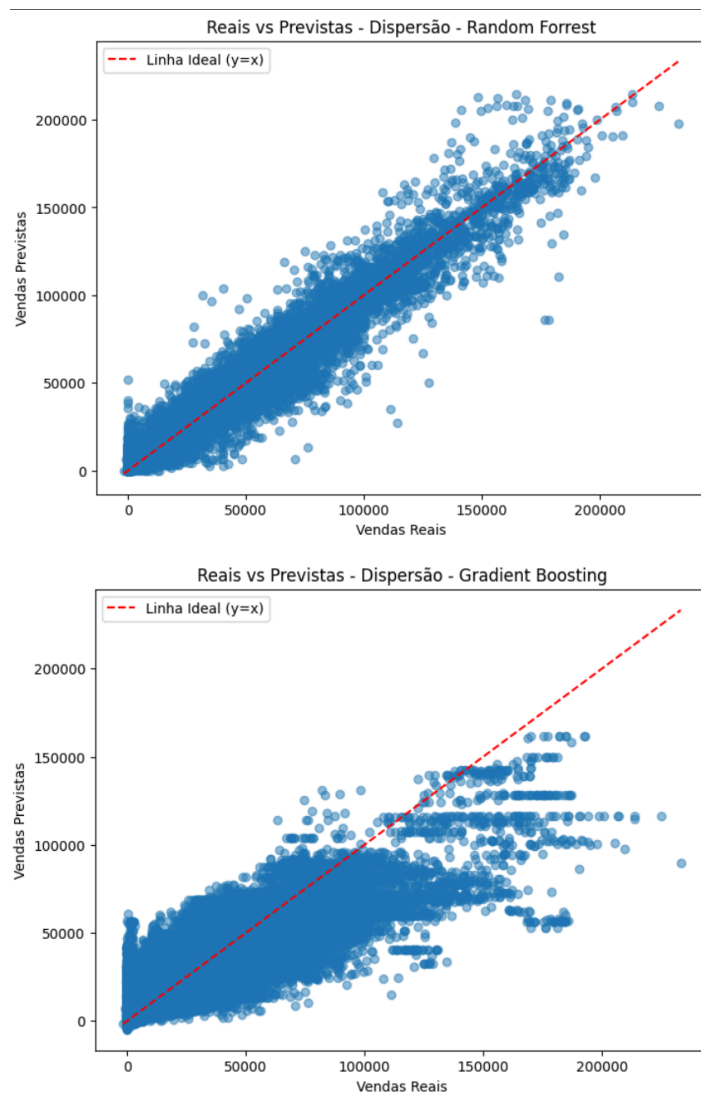 Reais vs Previstas - Dispersão - Random Forrest
Linha Ideal (y=x)
200000
150000
100000
50000
0
Vendas Previstas
0 50000 100000 150000 200000
Vendas Reais
Reais vs Previstas - Dispersão - Gradient Boosting
Linha Ideal (y=x)
200000
150000
100000
50000
0
Vendas Previstas
0 50000 100000 150000 200000
Vendas Reais